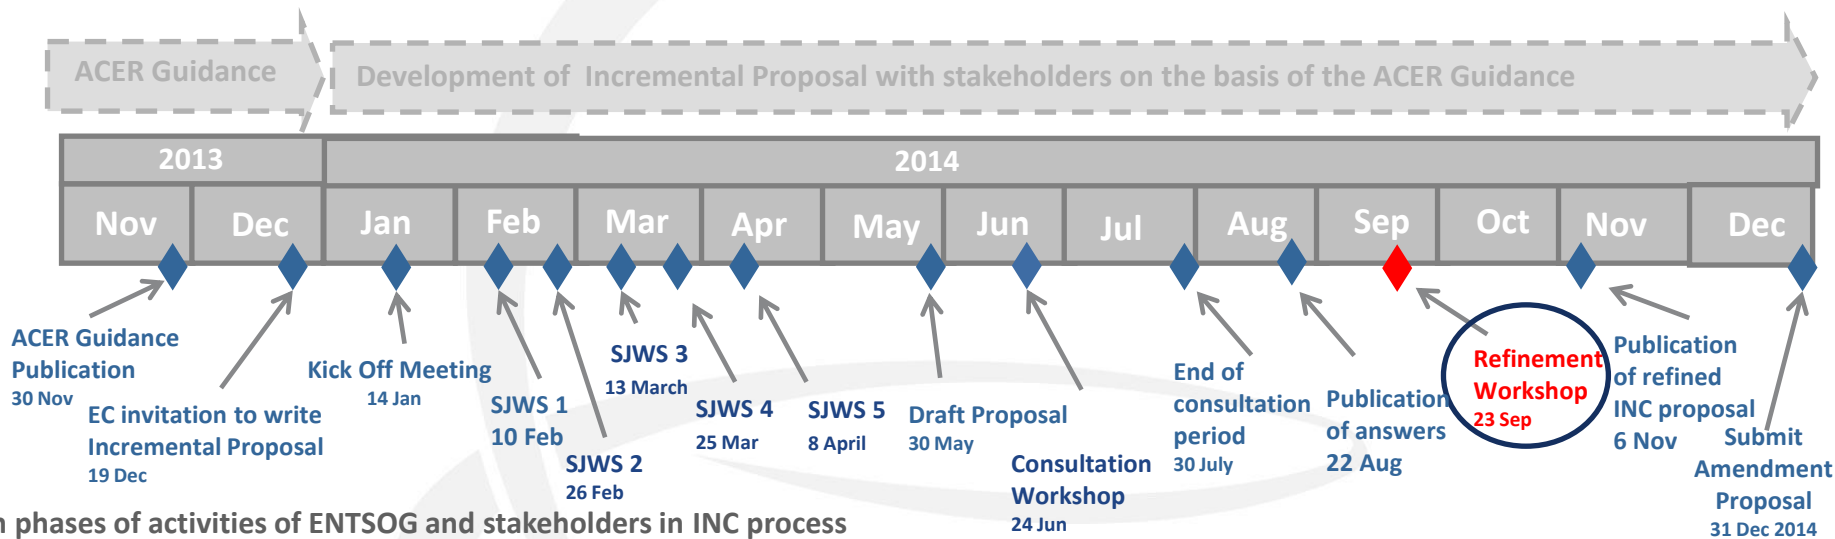 ACER Guidance
Development of Incremental Proposal with stakeholders on the basis of the ACER Guidance
2013
2014
Nov
Dec
Jan
Feb
Mar
Apr
May
Jun
Jul
Aug
Sep
Oct
Nov
Dec
ACER Guidance
Publication
30 Nov
EC invitation to write
Incremental Proposal
19 Dec
Kick Off Meeting
14 Jan
SJWS 1
10 Feb
SJWS 2
26 Feb
SJWS 3
13 March
SJWS 4
25 Mar
SJWS 5
8 April
Draft Proposal
30 May
Consultation
Workshop
24 Jun
End of
consultation
period
30 July
Publication
of answers
22 Aug
Refinement
Workshop
23 Sep
Publication
of refined
INC proposal
6 Nov
Submit
Amendment
Proposal
31 Dec 2014
phases of activities of ENTSOG and stakeholders in INC process